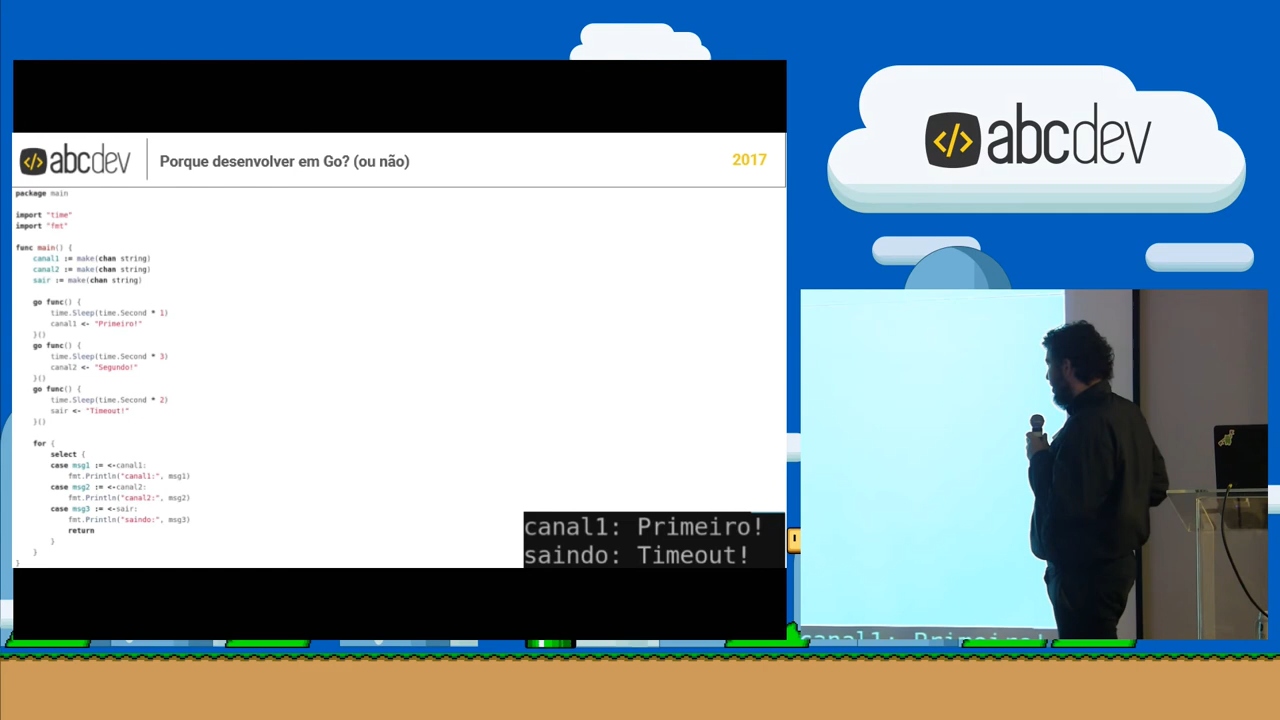 </> abcdev
Porque desenvolver em Go? (ou não)
2017
package main
import "time"
import "fmt"
func main() {
canal1 := make(chan string)
canal2 := make(chan string)
sair := make(chan string)
go func() {
time.Sleep(time.Second * 1)
canal1 <- "Primeiro!"
}()
go func() {
time.Sleep(time.Second * 3)
canal2 <- "Segundo!"
}()
go func() {
time.Sleep(time.Second * 2)
sair <- "Timeout!"
}()
for {
select {
case msg1 := <-canal1:
fmt.Println("canal1:", msg1)
case msg2 := <-canal2:
fmt.Println("canal2:", msg2)
case msg3 := <-sair:
fmt.Println("saindo:", msg3)
return
}
}
}
canal1: Primeiro!
saindo: Timeout!
</> abcdev
canal1: Primeiro!